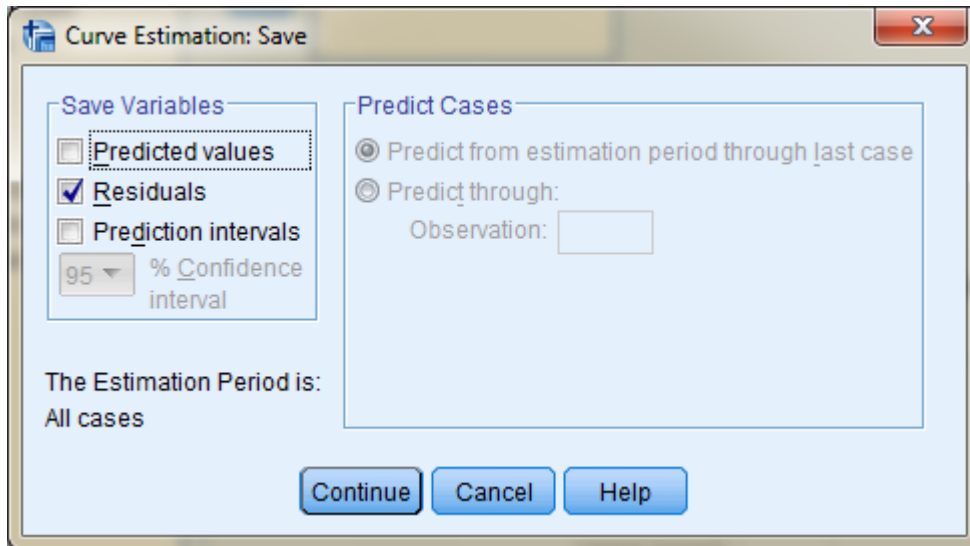 Curve Estimation: Save
Save Variables
Predicted values
Residuals
Prediction intervals
95 % Confidence
interval
The Estimation Period is:
All cases
Predict Cases
Predict from estimation period through last case
Predict through:
Observation:
Continue Cancel Help